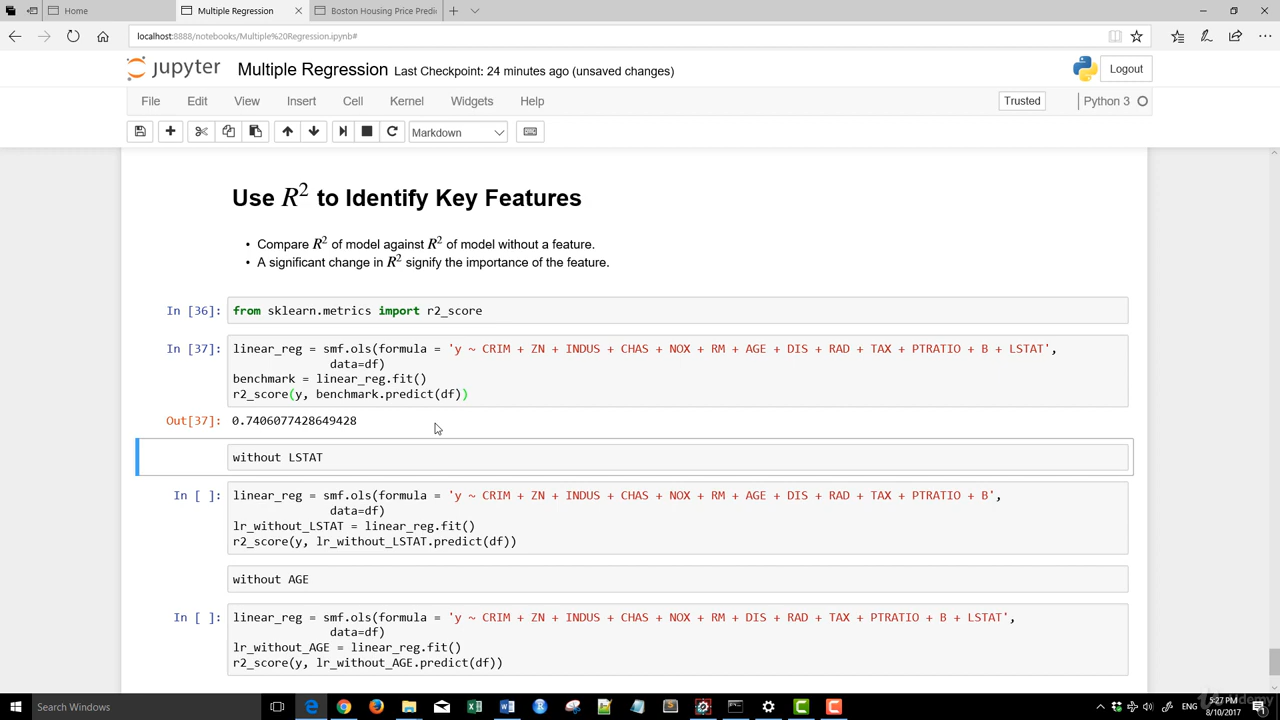 Home
Multiple Regression
Boston Housing Price Predic
localhost:8888/notebooks/Multiple%20Regression.ipynb#
jupyter Multiple Regression Last Checkpoint: 24 minutes ago (unsaved changes)
Logout
File Edit View Insert Cell Kernel Widgets Help
Trusted
Python 3
Markdown
Use R² to Identify Key Features
• Compare R² of model against R² of model without a feature.
• A significant change in R² signify the importance of the feature.
In [36]: from sklearn.metrics import r2_score
In [37]: linear_reg = smf.ols(formula = 'y ~ CRIM + ZN + INDUS + CHAS + NOX + RM + AGE + DIS + RAD + TAX + PTRATIO + B + LSTAT',
data=df)
benchmark = linear_reg.fit()
r2_score(y, benchmark.predict(df))
Out[37]: 0.7406077428649428
without LSTAT
In [ ]: linear_reg = smf.ols(formula = 'y ~ CRIM + ZN + INDUS + CHAS + NOX + RM + AGE + DIS + RAD + TAX + PTRATIO + B',
data=df)
lr_without_LSTAT = linear_reg.fit()
r2_score(y, lr_without_LSTAT.predict(df))
without AGE
In [ ]: linear_reg = smf.ols(formula = 'y ~ CRIM + ZN + INDUS + CHAS + NOX + RM + DIS + RAD + TAX + PTRATIO + B + LSTAT',
data=df)
lr_without_AGE = linear_reg.fit()
r2_score(y, lr_without_AGE.predict(df))
Search Windows
ENG
5:27 PM
8/10/2017
Udemy